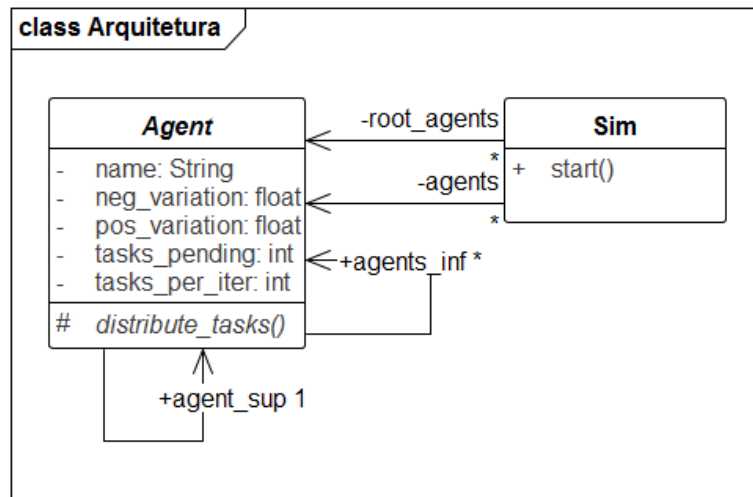 class Arquitetura
Agent
- name: String
- neg_variation: float
- pos_variation: float
- tasks_pending: int
- tasks_per_iter: int
# distribute_tasks()
-root_agents
*
-agents
*
Sim
+ start()
+agents_inf *
+agent_sup 1